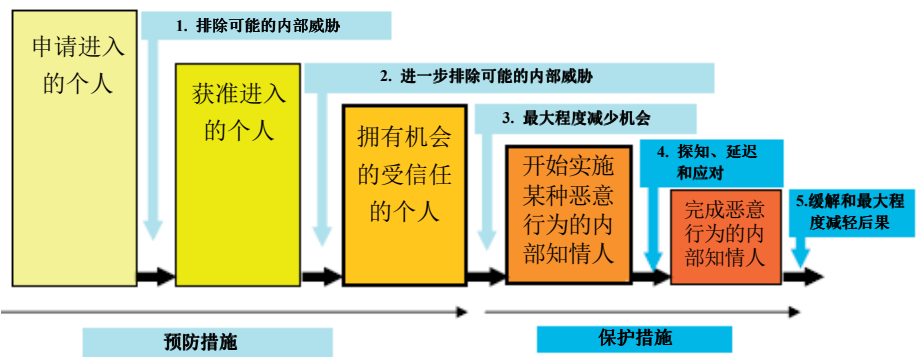 申请进入
的个人
1. 排除可能的内部威胁
获准进入
的个人
2. 进一步排除可能的内部威胁
拥有机会
的受信任
的个人
3. 最大程度减少机会
开始实施
某种恶意
行为的内
部知情人
4. 探知、延迟
和应对
完成恶意
行为的内
部知情人
5.缓解和最大程
度减轻后果
预防措施
保护措施